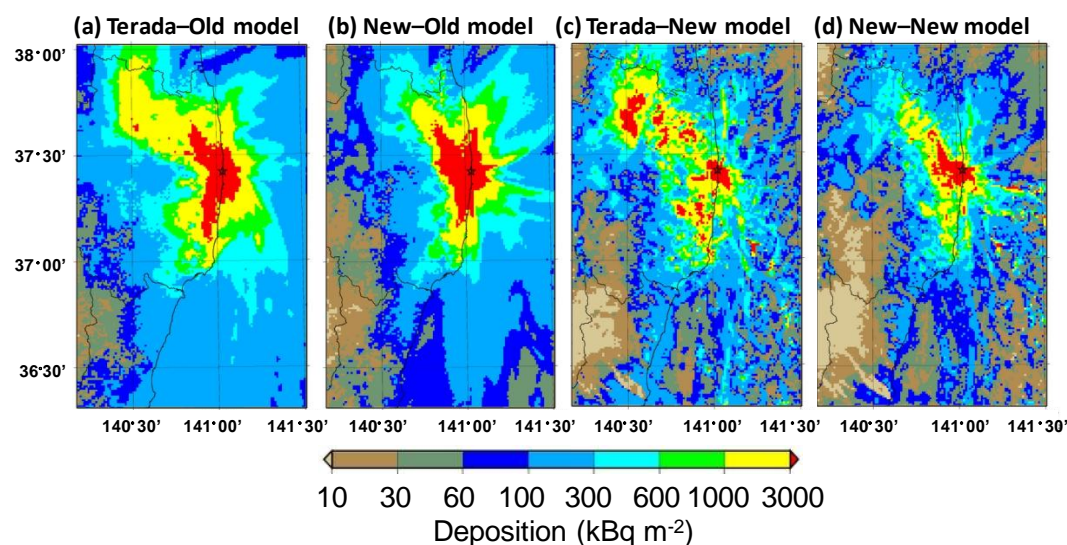 (a) Terada–Old model (b) New–Old model (c) Terada–New model (d) New–New model
38°00'
37°30'
37°00'
36°30'
140°30' 141°00' 141°30' 140°30' 141°00' 141°30' 140°30' 141°00' 141°30' 140°30' 141°00' 141°30'
10 30 60 100 300 600 1000 3000
Deposition (kBq m-2)